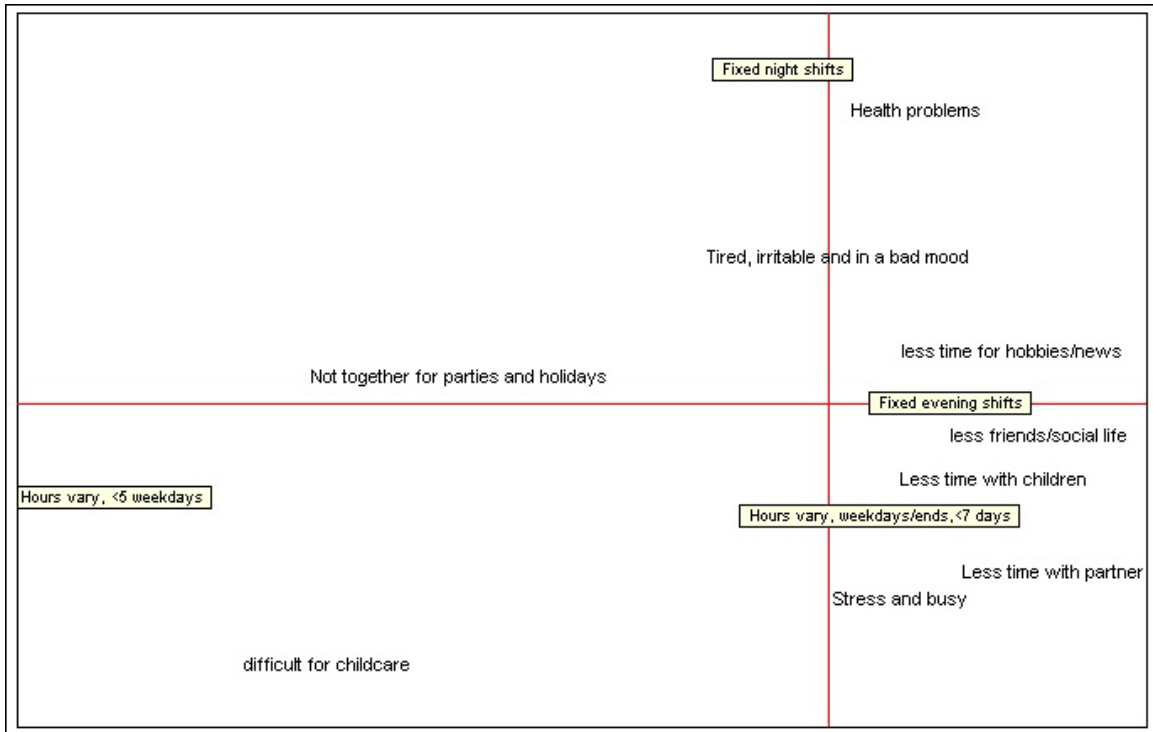 Fixed night shifts
Health problems
Tired, irritable and in a bad mood
less time for hobbies/news
Not together for parties and holidays
Fixed evening shifts
less friends/social life
Less time with children
Hours vary, <5 weekdays
Hours vary, weekdays/ends,<7 days
Less time with partner
Stress and busy
difficult for childcare